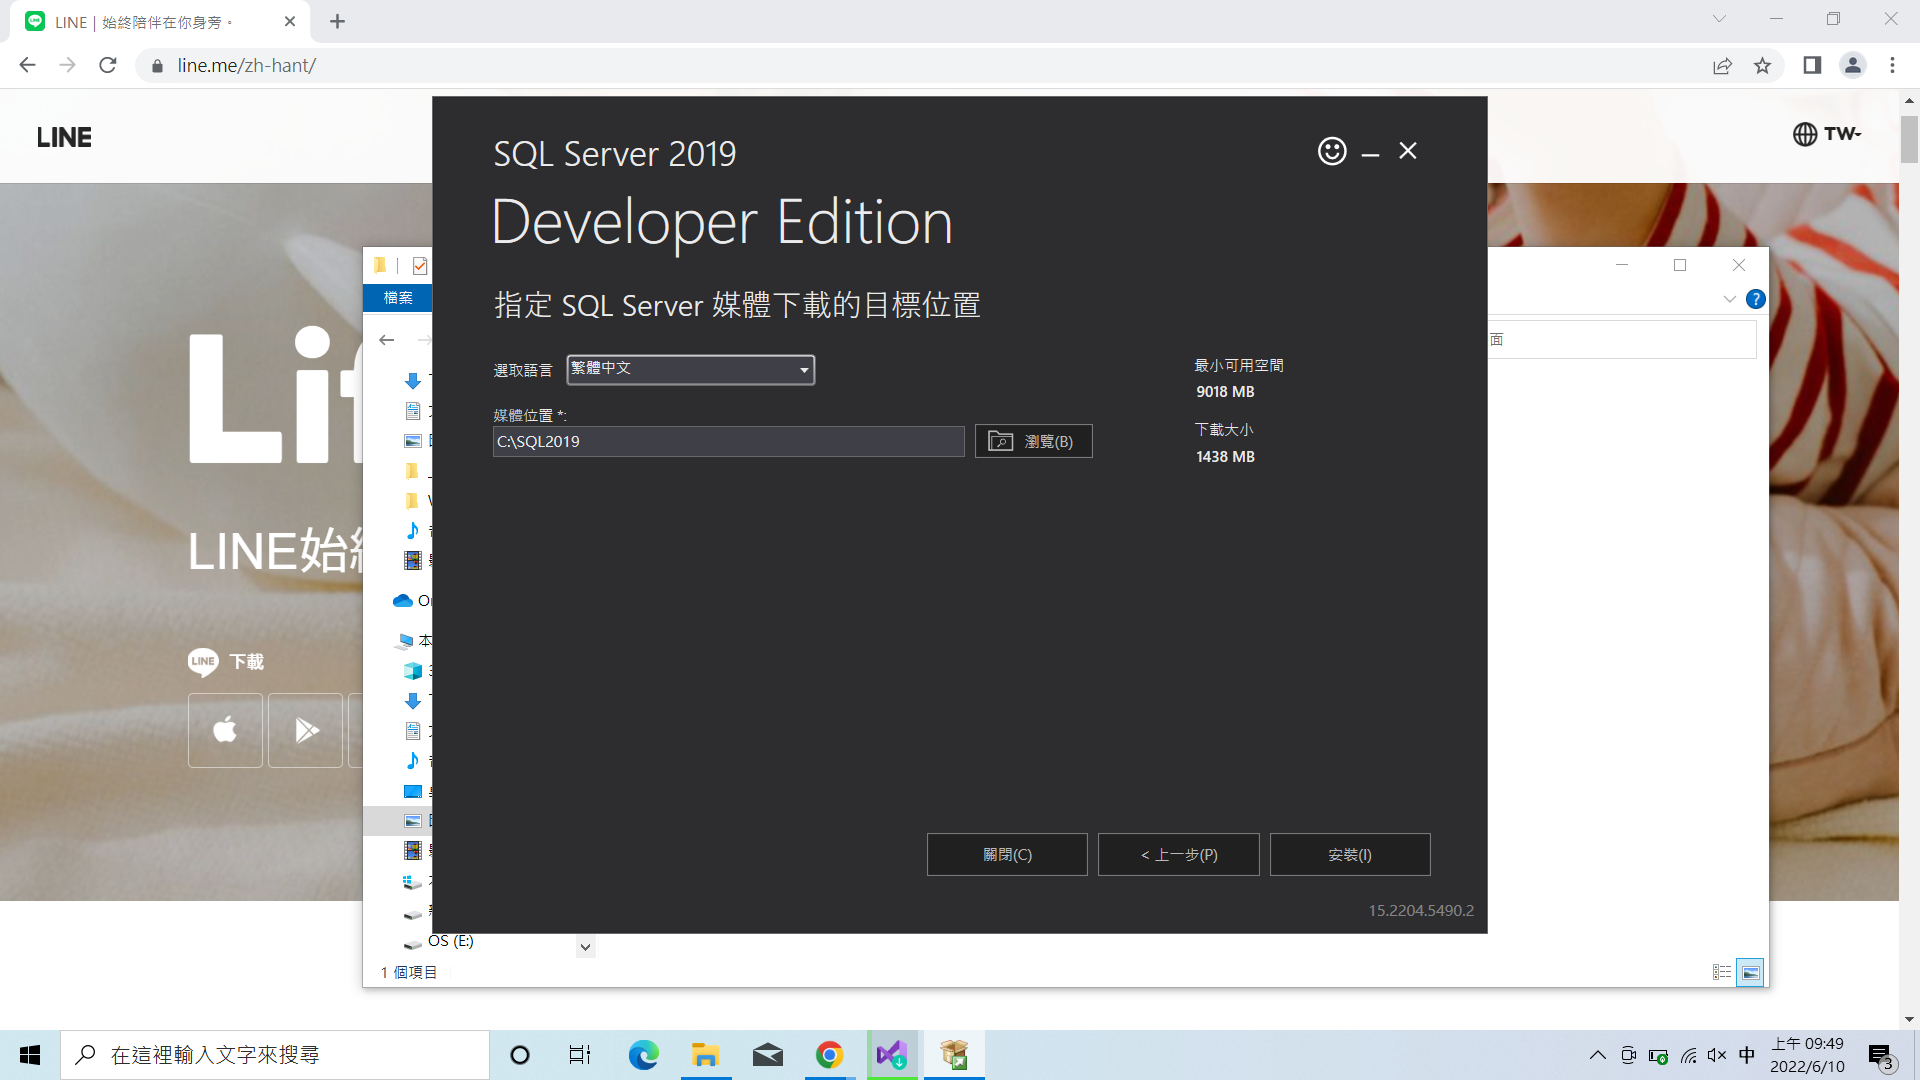 LINE | 始終陪伴在你身旁。
line.me/zh-hant/
LINE
TW
SQL Server 2019
Developer Edition
檔案
指定 SQL Server 媒體下載的目標位置
面
選取語言 繁體中文
最小可用空間
9018 MB
媒體位置 *:
C:\SQL2019
瀏覽(B)
下載大小
1438 MB
Lif
LINE始
LINE 下載
關閉(C)
< 上一步(P)
安裝(I)
15.2204.5490.2
本
OS (E:)
1 個項目
在這裡輸入文字來搜尋
中
上午 09:49
2022/6/10
3